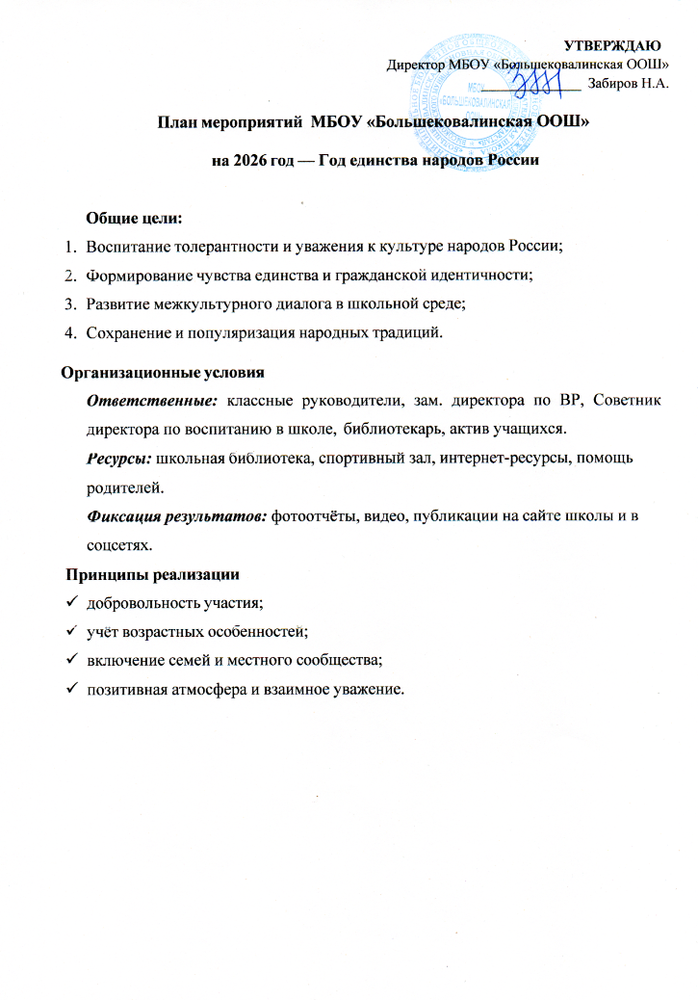 УТВЕРЖДАЮ
Директор МБОУ «Большековалинская ООШ»
Забиров Н.А.
МБОУ
«БОЛЬШЕКОВАЛИНСКАЯ
ООШ»
План мероприятий МБОУ «Большековалинская ООШ»
на 2026 год — Год единства народов России
Общие цели:
1. Воспитание толерантности и уважения к культуре народов России;
2. Формирование чувства единства и гражданской идентичности;
3. Развитие межкультурного диалога в школьной среде;
4. Сохранение и популяризация народных традиций.
Организационные условия
Ответственные: классные руководители, зам. директора по ВР, Советник
директора по воспитанию в школе, библиотекарь, актив учащихся.
Ресурсы: школьная библиотека, спортивный зал, интернет-ресурсы, помощь
родителей.
Фиксация результатов: фотоотчёты, видео, публикации на сайте школы и в
соцсетях.
Принципы реализации
✓ добровольность участия;
✓ учёт возрастных особенностей;
✓ включение семей и местного сообщества;
✓ позитивная атмосфера и взаимное уважение.